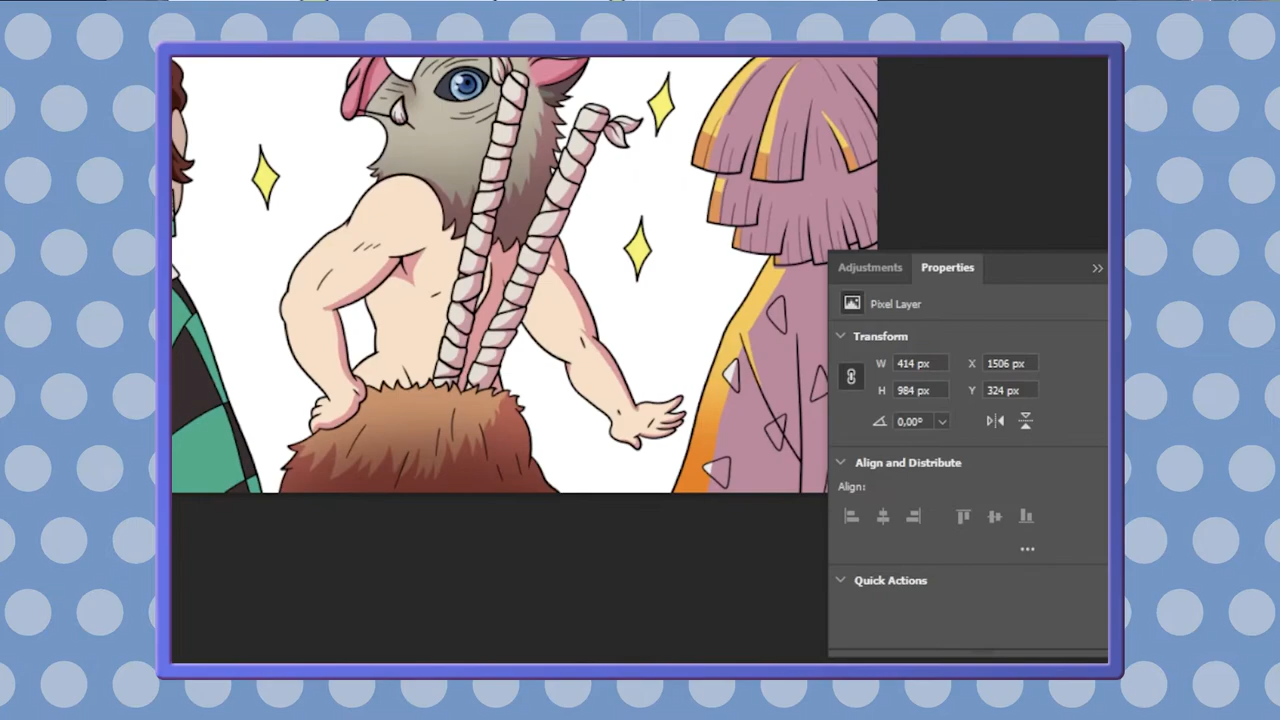 Adjustments Properties
Pixel Layer
Transform
W 414 px X 1506 px
H 984 px Y 324 px
0,00°
Align and Distribute
Align:
Quick Actions